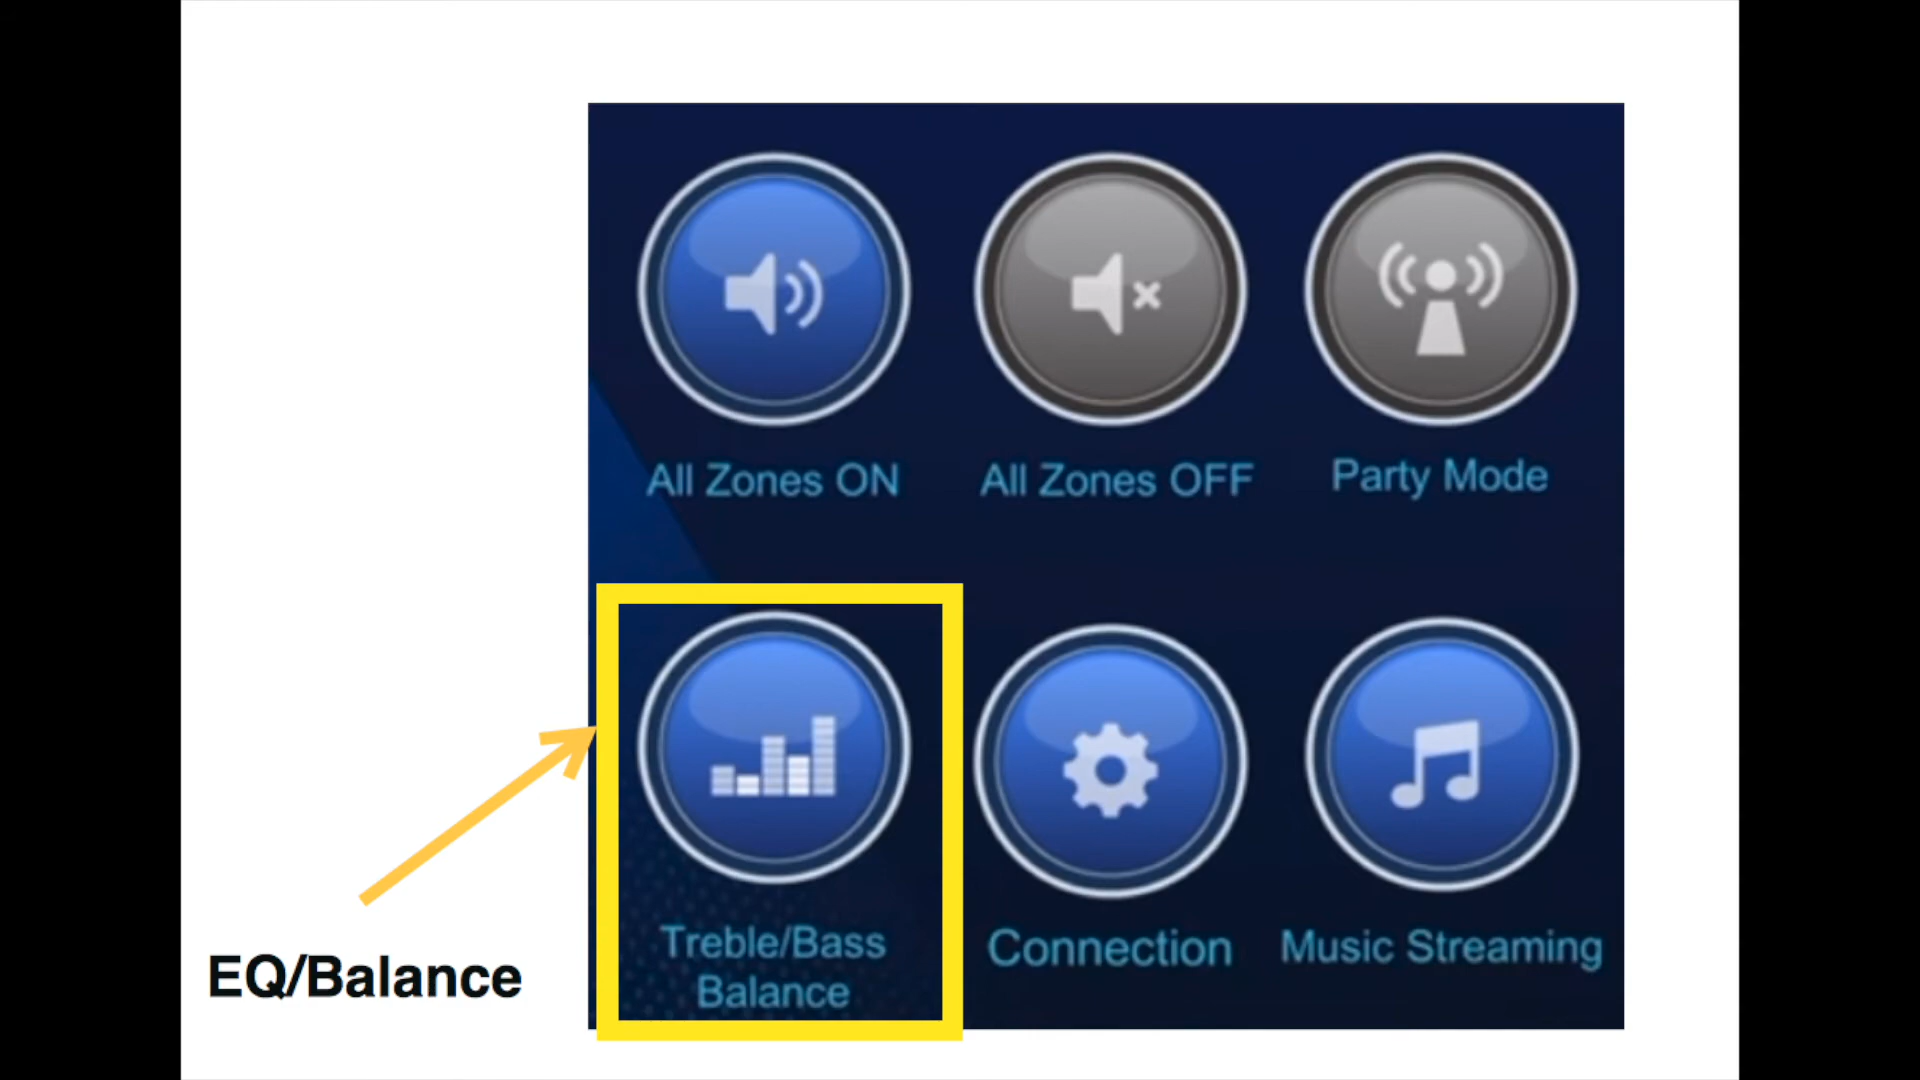 All Zones ON
All Zones OFF
Party Mode
Treble/Bass
Balance
Connection
Music Streaming
EQ/Balance